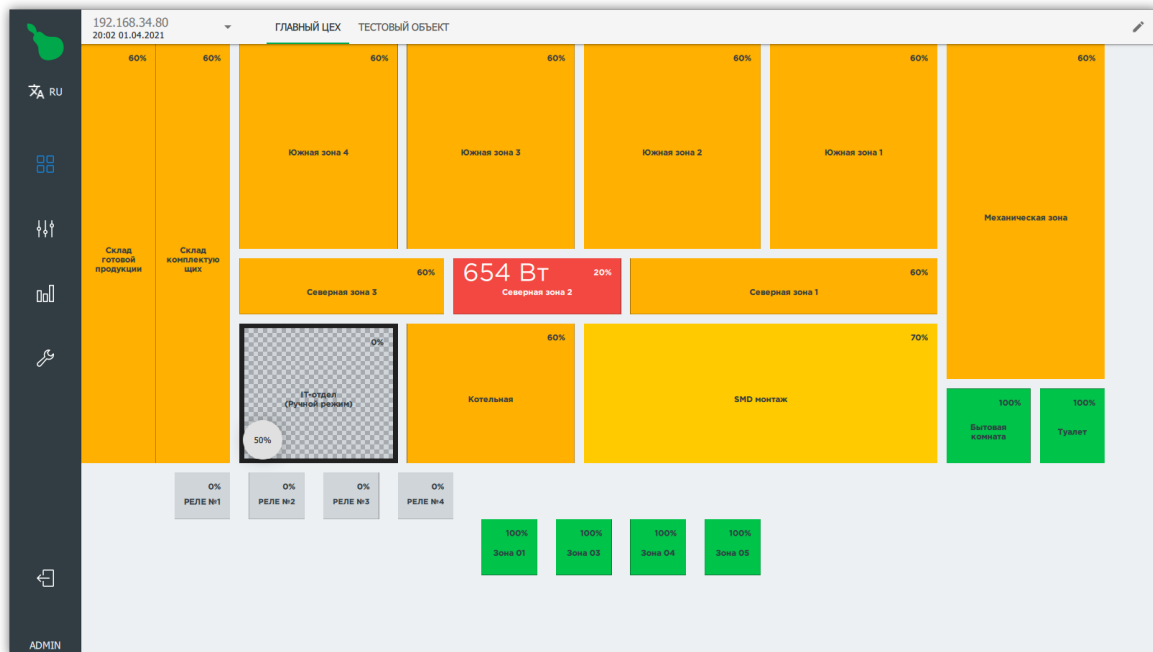 192.168.34.80
20:02 01.04.2021
ГЛАВНЫЙ ЦЕХ ТЕСТОВЫЙ ОБЪЕКТ
RU
ADMIN
60%
Склад
готовой
продукции
60%
Склад
комплектую
щих
60%
Южная зона 4
60%
Южная зона 3
60%
Южная зона 2
60%
Южная зона 1
60%
Механическая зона
60%
Северная зона 3
654 Вт
20%
Северная зона 2
60%
Северная зона 1
0%
IT-отдел
(Ручной режим)
50%
60%
Котельная
70%
SMD монтаж
100%
Бытовая
комната
100%
Туалет
0%
РЕЛЕ №1
0%
РЕЛЕ №2
0%
РЕЛЕ №3
0%
РЕЛЕ №4
100%
Зона 01
100%
Зона 03
100%
Зона 04
100%
Зона 05